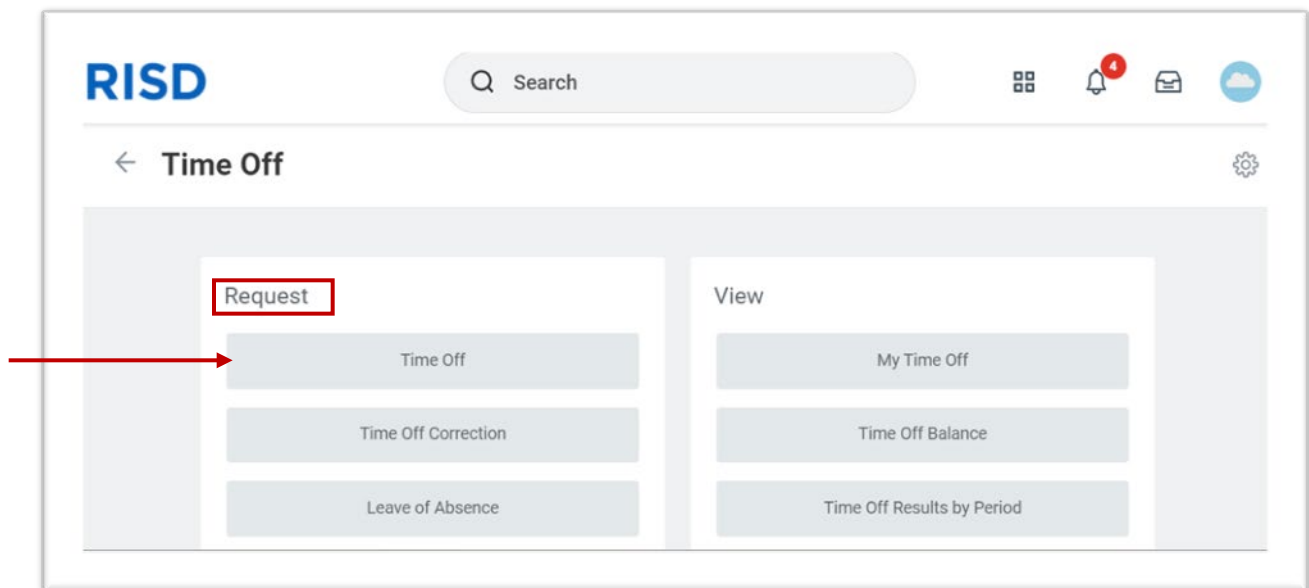 RISD
Search
4
Time Off
Request
Time Off
Time Off Correction
Leave of Absence
View
My Time Off
Time Off Balance
Time Off Results by Period